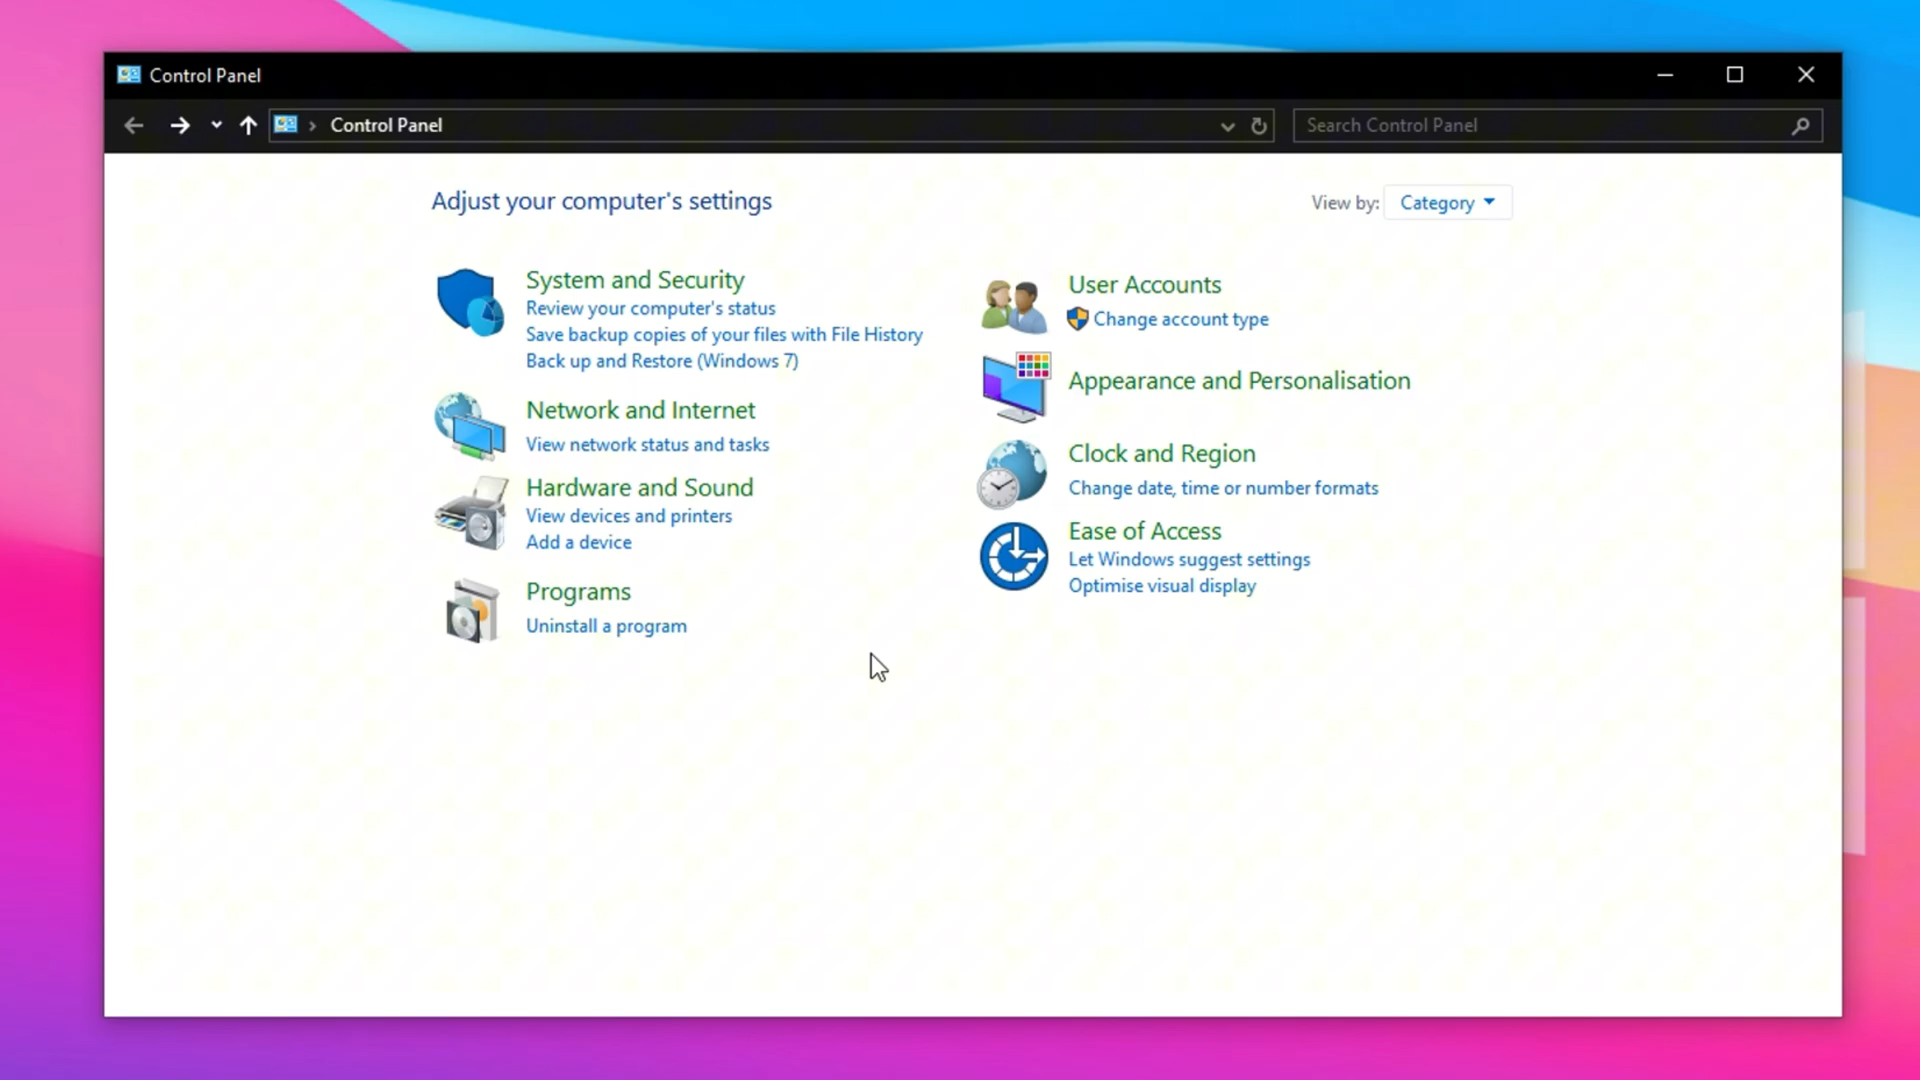 Control Panel
Control Panel
Search Control Panel
Adjust your computer's settings
View by: Category
System and Security
Review your computer's status
Save backup copies of your files with File History
Back up and Restore (Windows 7)
Network and Internet
View network status and tasks
Hardware and Sound
View devices and printers
Add a device
Programs
Uninstall a program
User Accounts
Change account type
Appearance and Personalisation
Clock and Region
Change date, time or number formats
Ease of Access
Let Windows suggest settings
Optimise visual display